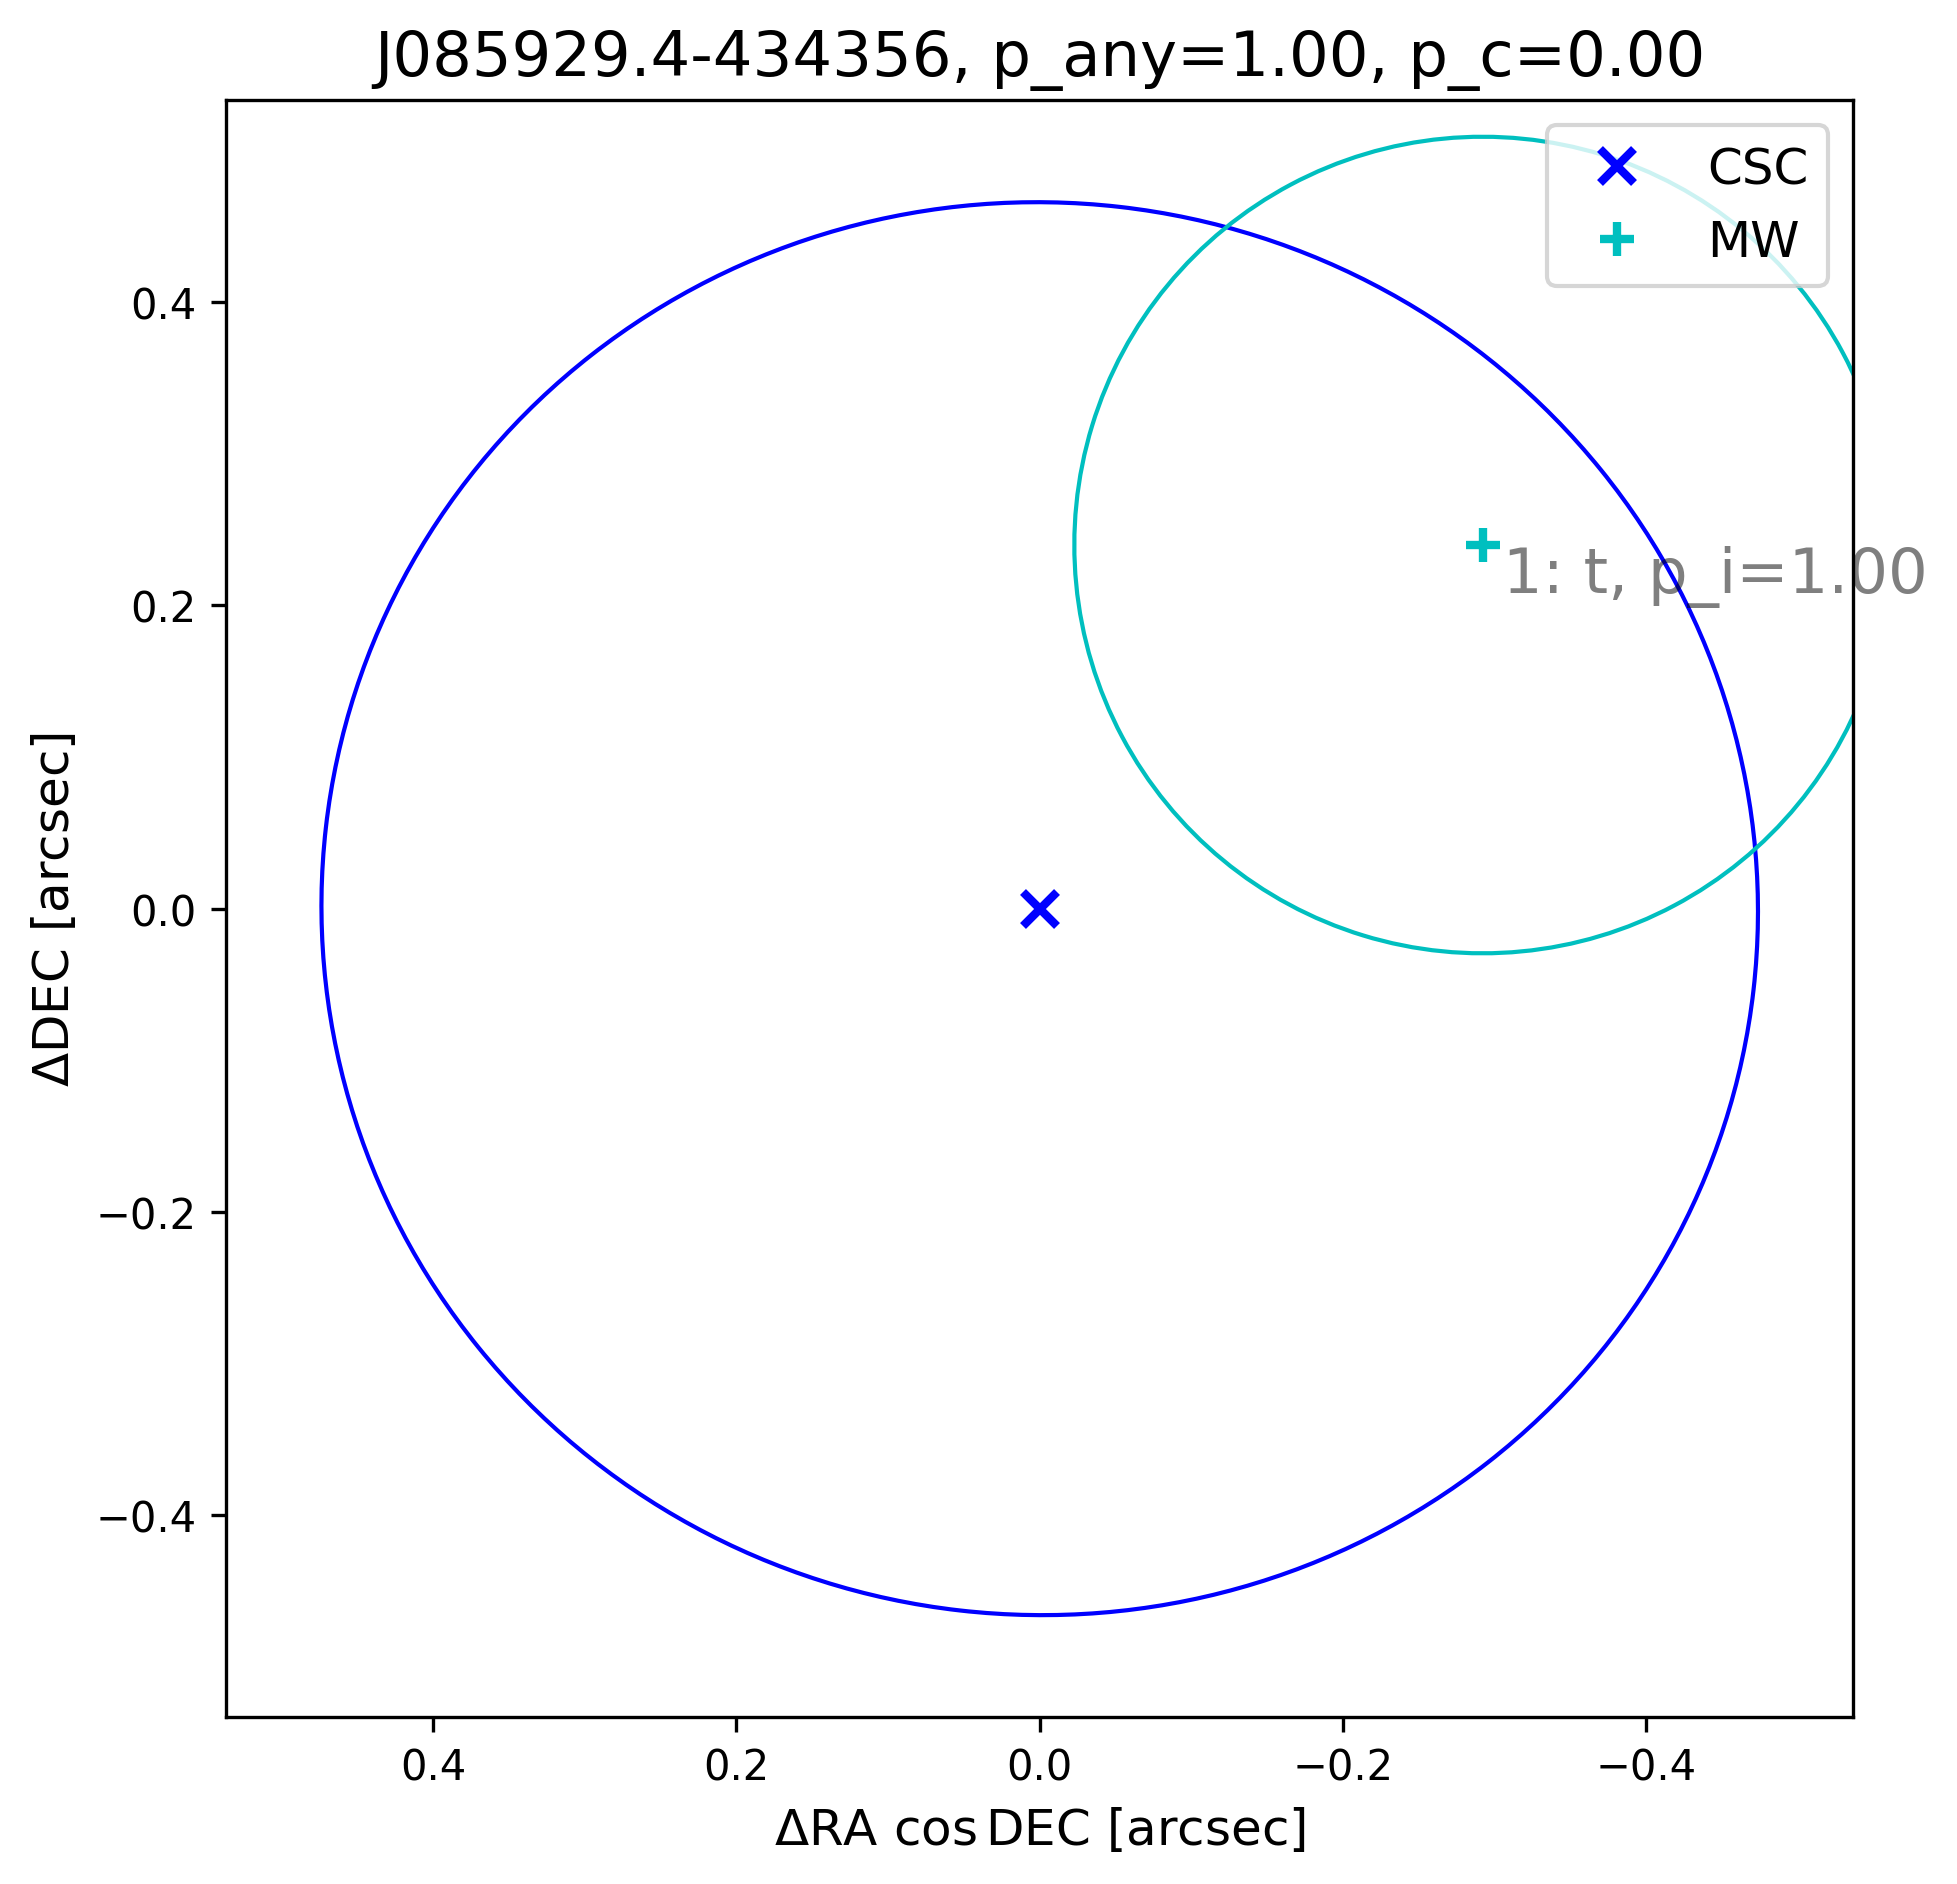 J085929.4-434356, p_any=1.00, p_c=0.00
CSC
MW
1: t, p_i=1.00
0.4
0.2
0.0
−0.2
−0.4
ΔDEC [arcsec]
0.4
0.2
0.0
−0.2
−0.4
ΔRA cos DEC [arcsec]